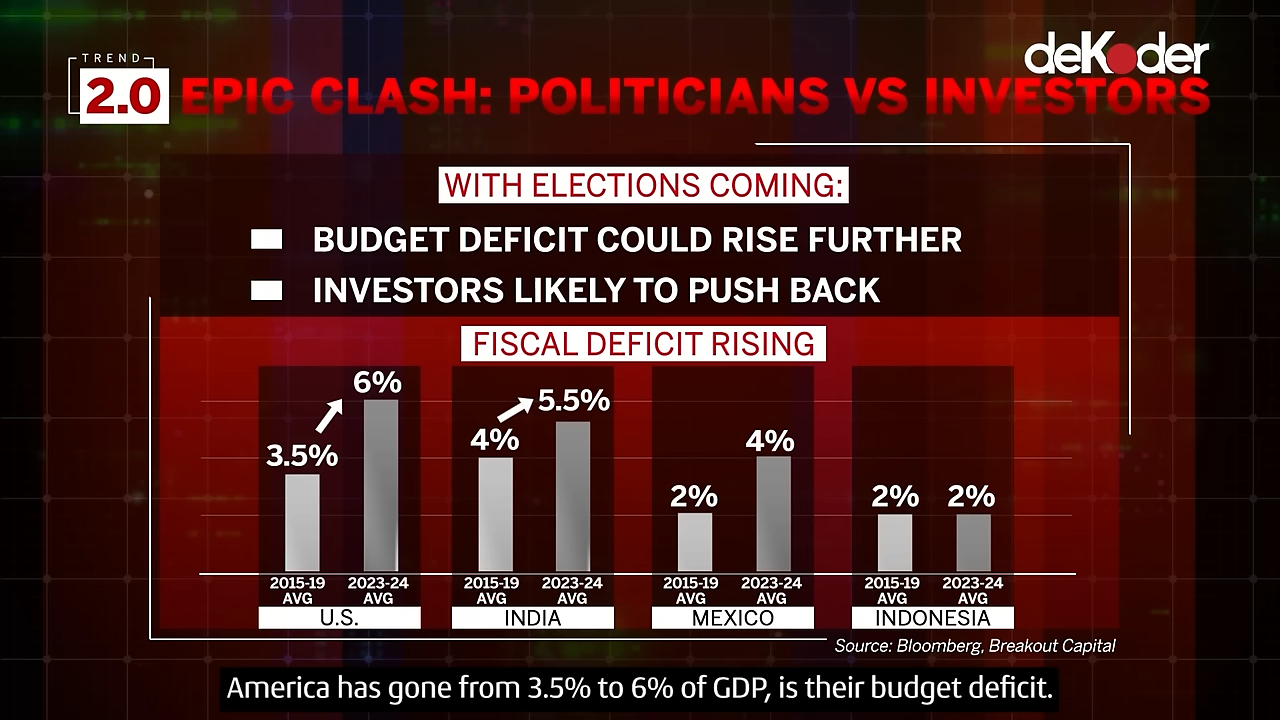 TREND
2.0
deKoder
EPIC CLASH: POLITICIANS VS INVESTORS
WITH ELECTIONS COMING:
BUDGET DEFICIT COULD RISE FURTHER
INVESTORS LIKELY TO PUSH BACK
FISCAL DEFICIT RISING
3.5% 6% 4% 5.5% 2% 4% 2% 2%
2015-19 2023-24 2015-19 2023-24 2015-19 2023-24 2015-19 2023-24
AVG AVG AVG AVG AVG AVG AVG AVG
U.S. INDIA MEXICO INDONESIA
Source: Bloomberg, Breakout Capital
America has gone from 3.5% to 6% of GDP, is their budget deficit.